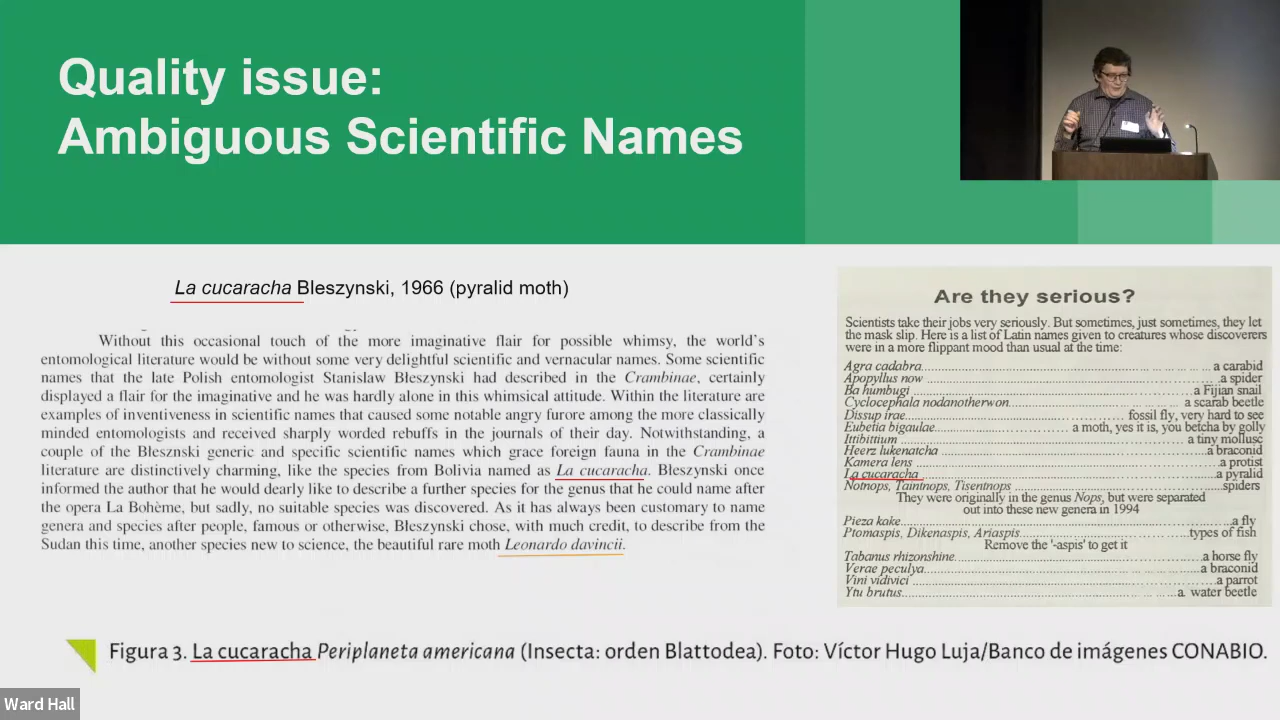 Quality issue:
Ambiguous Scientific Names
La cucaracha Bleszynski, 1966 (pyralid moth)
Without this occasional touch of the more imaginative flair for possible whimsy, the world's
entomological literature would be without some very delightful scientific and vernacular names. Some scientific
names that the late Polish entomologist Stanislaw Bleszynski had described in the Crambinae, certainly
displayed a flair for the imaginative and he was hardly alone in this whimsical attitude. Within the literature are
examples of inventiveness in scientific names that caused some notable angry furore among the more classically
minded entomologists and received sharply worded rebuffs in the journals of their day. Notwithstanding, a
couple of the Blesznski generic and specific scientific names which grace foreign fauna in the Crambinae
literature are distinctively charming, like the species from Bolivia named as La cucaracha. Bleszynski once
informed the author that he would dearly like to describe a further species for the genus that he could name after
the opera La Bohème, but sadly, no suitable species was discovered. As it has always been customary to name
genera and species after people, famous or otherwise, Bleszynski chose, with much credit, to describe from the
Sudan this time, another species new to science, the beautiful rare moth Leonardo davincii.
Are they serious?
Scientists take their jobs very seriously. But sometimes, just sometimes, they let
the mask slip. Here is a list of Latin names given to creatures whose discoverers
were in a more flippant mood than usual at the time:
Agra cadabra a carabid
Apopyllus now a spider
Ba humbugi a Fijian snail
Cyclocephala nodanotherwon a scarab beetle
Dissup irae fossil fly, very hard to see
Eubetia bigaulae a moth, yes it is, you betcha by golly
Ittibittium a tiny mollusc
Heerz lukenatcha a braconid
Kamera lens a protist
La cucaracha a pyralid
Notnops, Taintnops, Tisentnops spiders
They were originally in the genus Nops, but were separated
out into these new genera in 1994
Pieza kake a fly
Ptomaspis, Dikenaspis, Ariaspis types of fish
Remove the '-aspis' to get it
Tabanus rhizonshine a horse fly
Verae peculya a braconid
Vini vidivici a parrot
Ytu brutus a water beetle
Figura 3. La cucaracha Periplaneta americana (Insecta: orden Blattodea). Foto: Víctor Hugo Luja/Banco de imágenes CONABIO.
Ward Hall